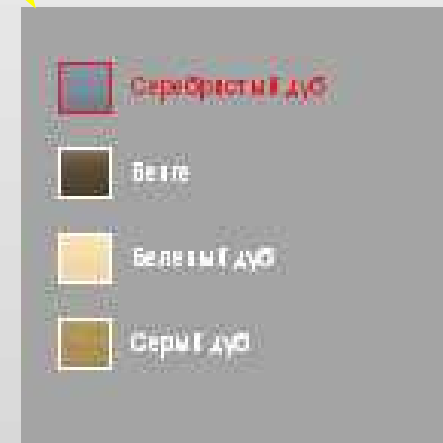 Серебристый дуб
Венге
Беленый дуб
Серый дуб